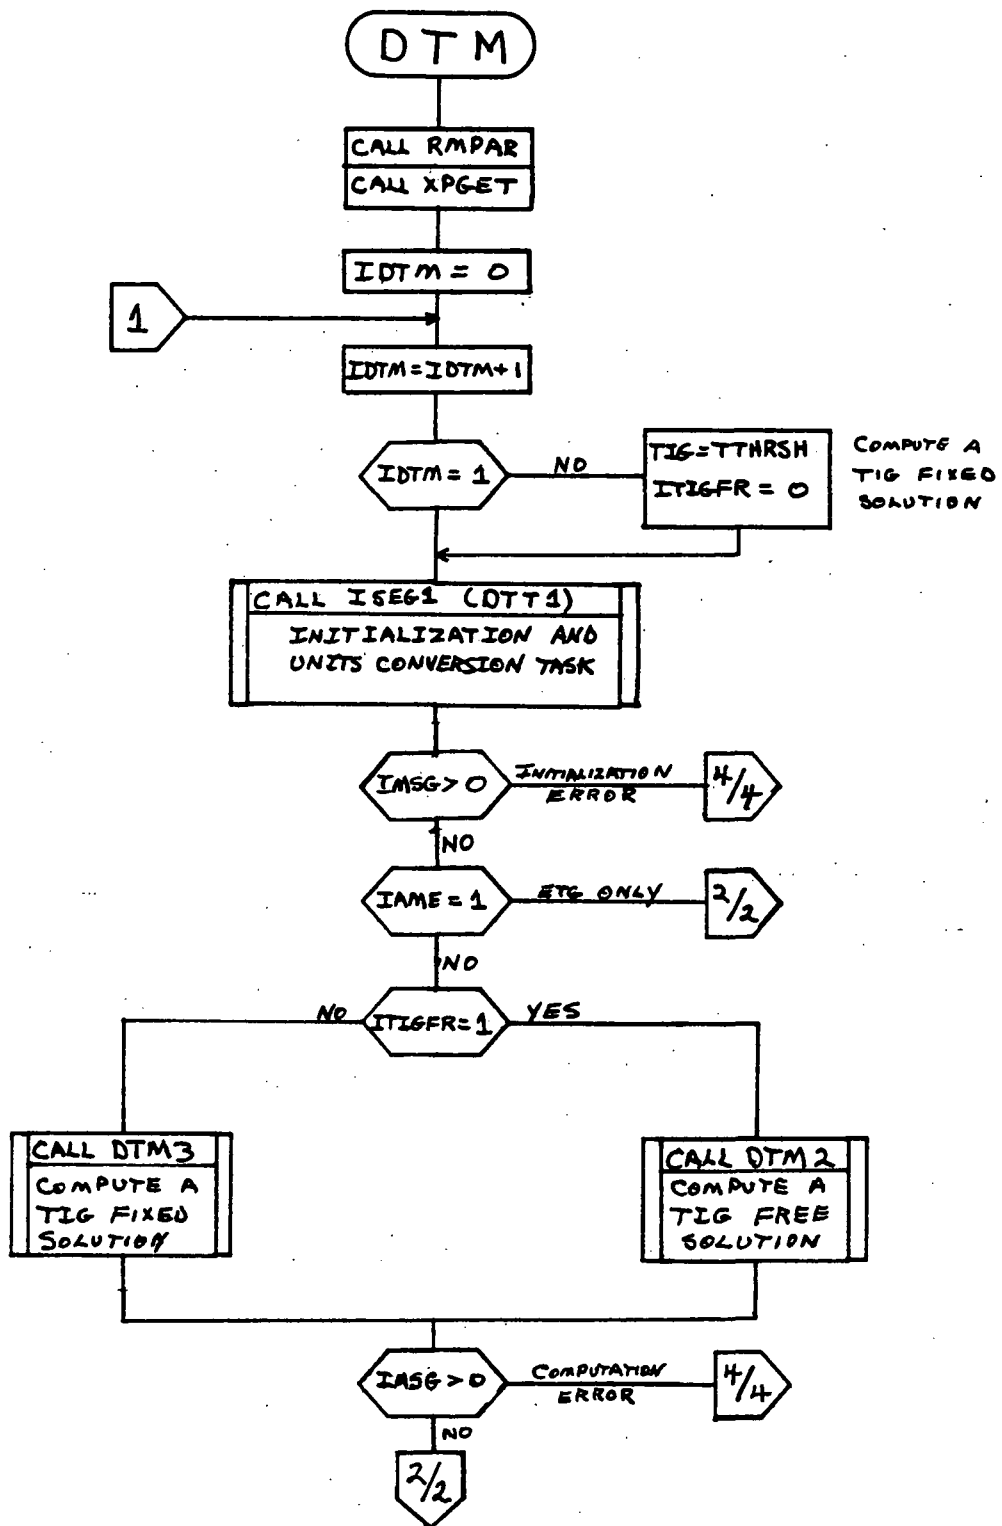 DTM
CALL RMPAR
CALL XPGET
IDTM = 0
1
IDTM=IDTM+1
IDTM = 1
NO
TIG=TTHRSH
ITIGFR = 0
COMPUTE A
TIG FIXED
SOLUTION
CALL ISEG1 (DTT1)
INITIALIZATION AND
UNITS CONVERSION TASK
IMSG > 0
INITIALIZATION
ERROR
4/4
NO
IAME = 1
ETG ONLY
2/2
NO
NO
ITIGFR=1
YES
CALL DTM3
COMPUTE A
TIG FIXED
SOLUTION
CALL DTM2
COMPUTE A
TIG FREE
SOLUTION
IMSG > 0
COMPUTATION
ERROR
4/4
NO
2/2